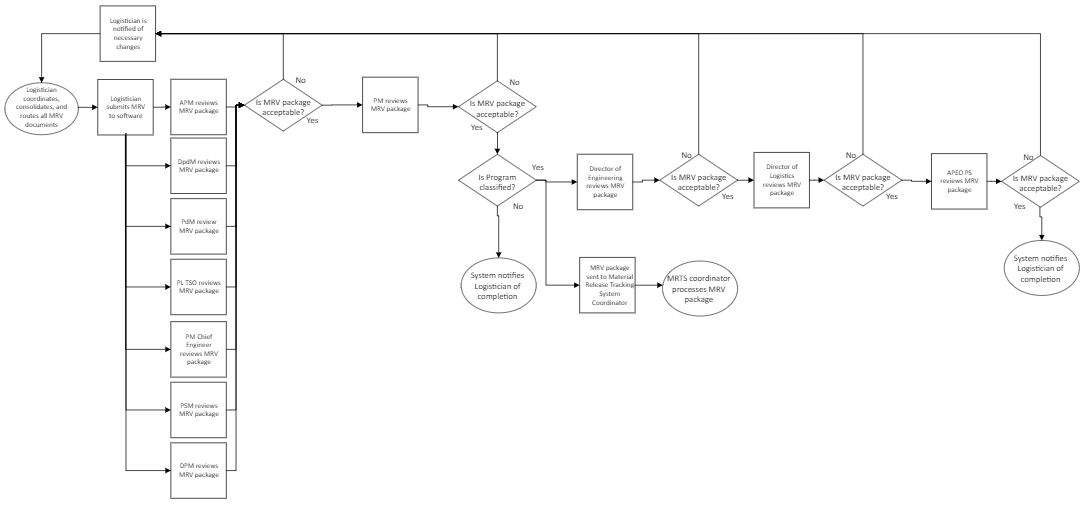 Logistician is
notified of
necessary
changes
Logistician
coordinates,
consolidates, and
routes all MRV
documents
Logistician
submits MRV
to software
APM reviews
MRV package
DpdM reviews
MRV package
PdM review
MRV package
PL TSO reviews
MRV package
PM Chief
Engineer
reviews MRV
package
PSM reviews
MRV package
DPM reviews
MRV package
No
Is MRV package
acceptable?
Yes
PM reviews
MRV package
No
Is MRV package
acceptable?
Yes
Is Program
classified?
Yes
No
System notifies
Logistician of
completion
Director of
Engineering
reviews MRV
package
MRV package
sent to Material
Release Tracking
System
Coordinator
MRTS coordinator
processes MRV
package
No
Is MRV package
acceptable?
Yes
Director of
Logistics
reviews MRV
package
No
Is MRV package
acceptable?
Yes
APEO PS
reviews MRV
package
No
Is MRV package
acceptable?
Yes
System notifies
Logistician of
completion